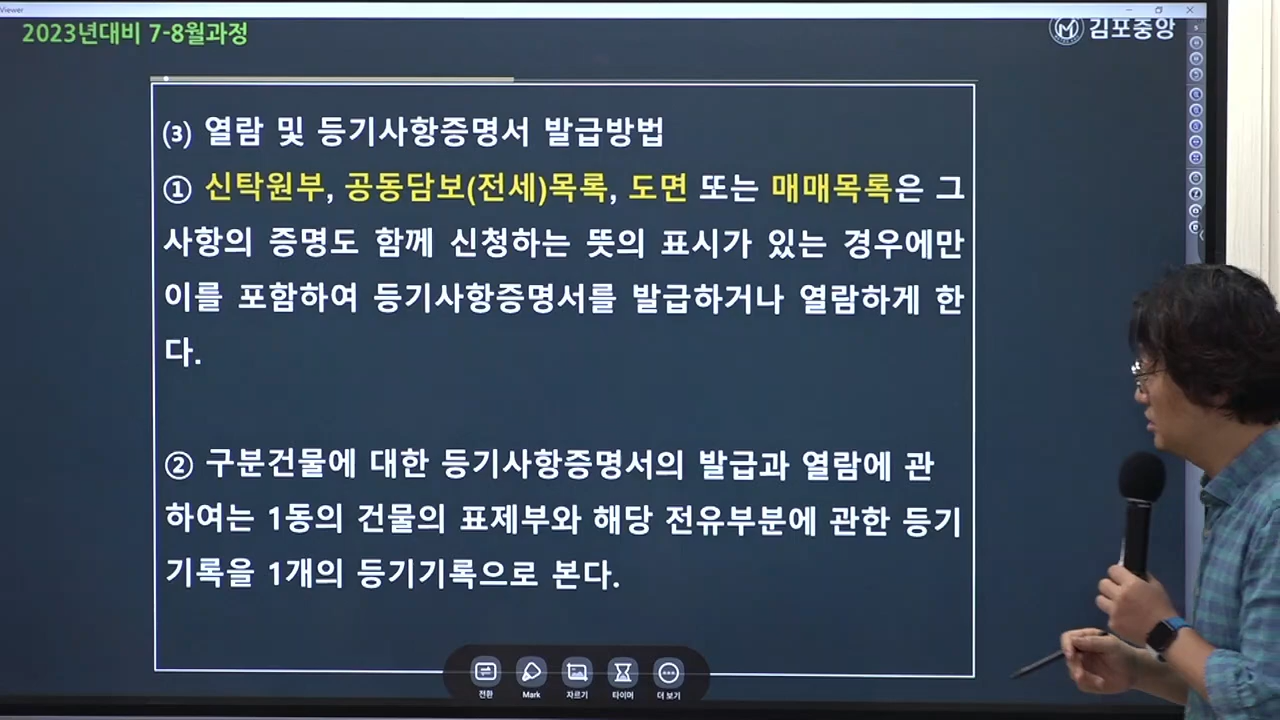 Viewer
2023년대비 7-8월과정
김포중앙
(3) 열람 및 등기사항증명서 발급방법
① 신탁원부, 공동담보(전세)목록, 도면 또는 매매목록은 그
사항의 증명도 함께 신청하는 뜻의 표시가 있는 경우에만
이를 포함하여 등기사항증명서를 발급하거나 열람하게 한
다.
② 구분건물에 대한 등기사항증명서의 발급과 열람에 관
하여는 1동의 건물의 표제부와 해당 전유부분에 관한 등기
기록을 1개의 등기기록으로 본다.
전환
Mark
자르기
타이머
더 보기